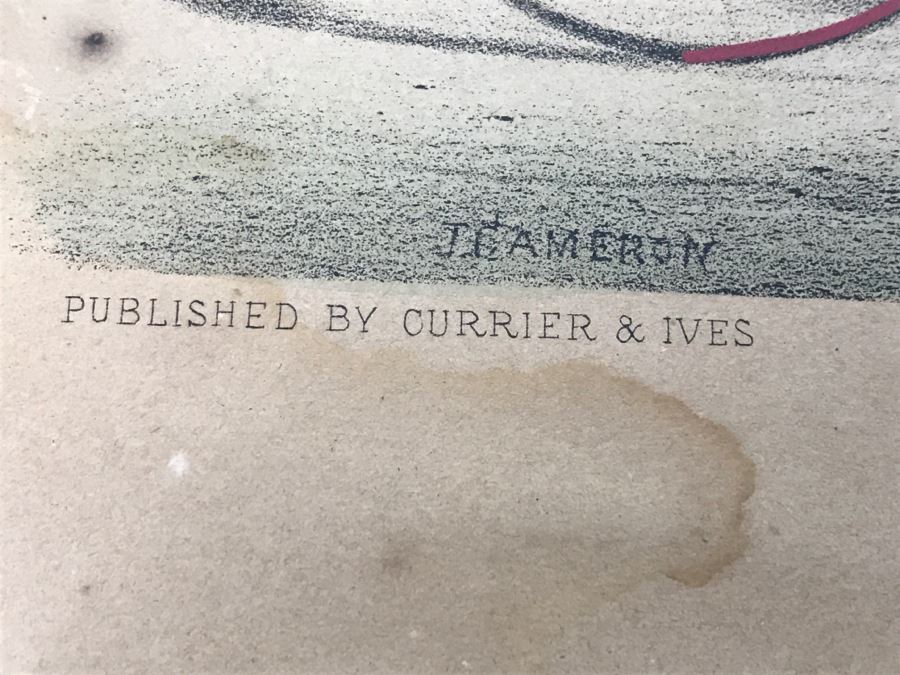 J. CAMERON
PUBLISHED BY CURRIER & IVES